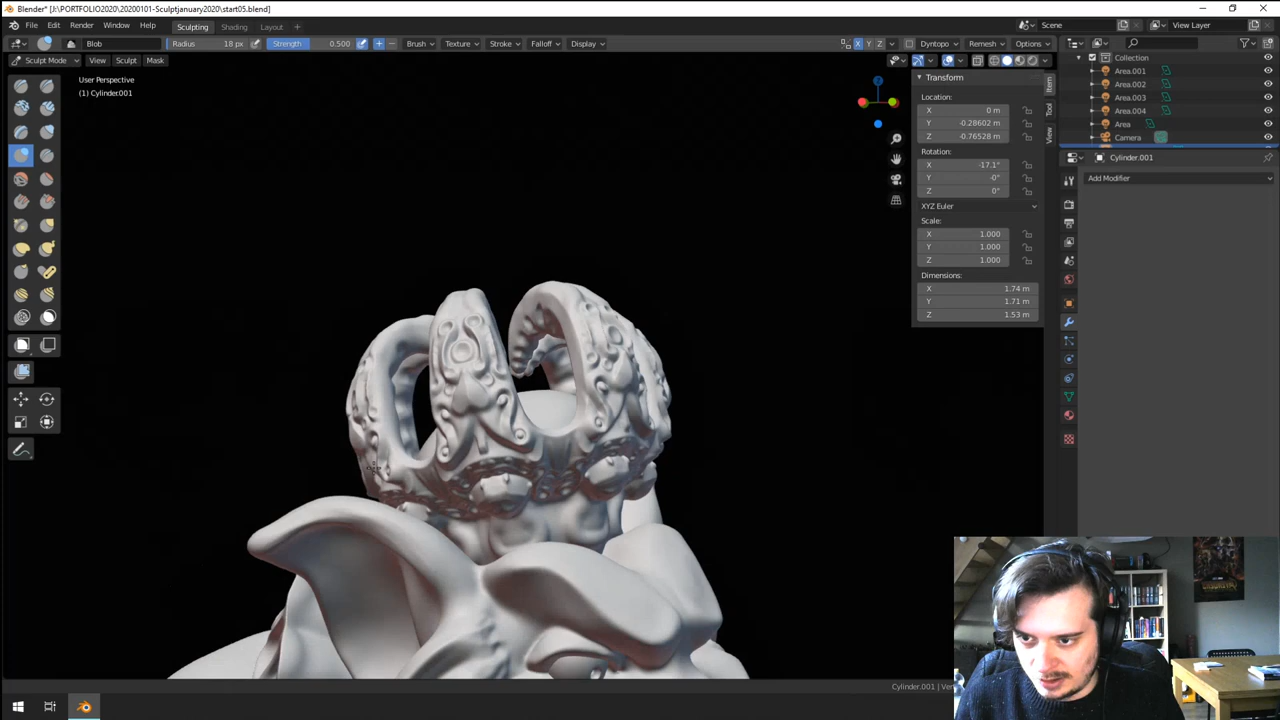 Blender* [J:\PORTFOLIO2020\20200101-Sculptjanuary2020\start05.blend]
File Edit Render Window Help Sculpting Shading Layout + Scene View Layer
Blob Radius 18 px Strength 0.500 Brush Texture Stroke Falloff Display X Y Z Dyntopo Remesh Options
Sculpt Mode View Sculpt Mask
User Perspective
(1) Cylinder.001
Transform
Location:
X 0 m
Y -0.28602 m
Z -0.76528 m
Rotation:
X -17.1°
Y -0°
Z 0°
XYZ Euler
Scale:
X 1.000
Y 1.000
Z 1.000
Dimensions:
X 1.74 m
Y 1.71 m
Z 1.53 m
Item
Tool
View
Collection
Area.001
Area.002
Area.003
Area.004
Area
Camera
Cylinder.001
Add Modifier
Cylinder.001 | Ver